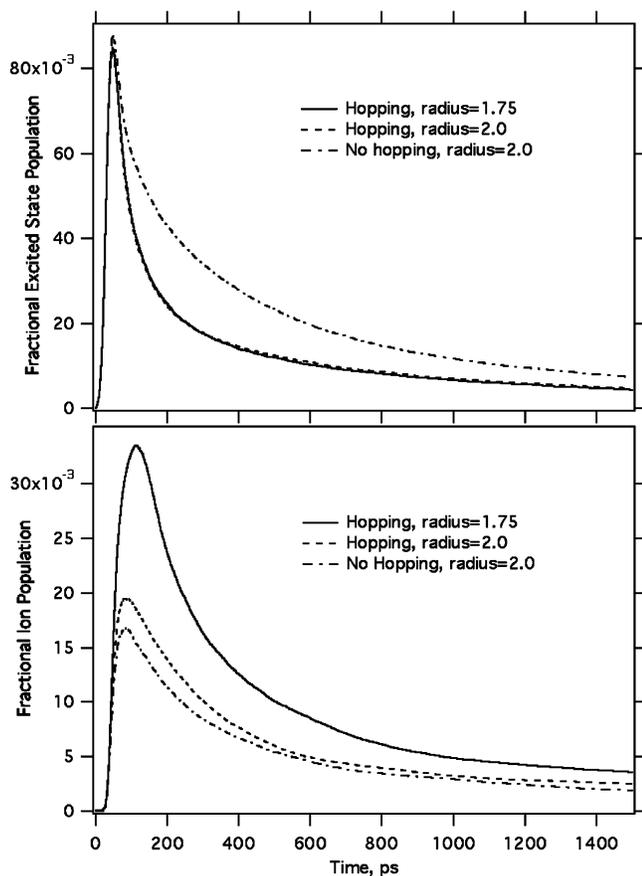 80x10-3
60
40
20
0
Fractional Excited State Population
Hopping, radius=1.75
Hopping, radius=2.0
No hopping, radius=2.0
30x10-3
25
20
15
10
5
0
Fractional Ion Population
Hopping, radius=1.75
Hopping, radius=2.0
No Hopping, radius=2.0
0 200 400 600 800 1000 1200 1400
Time, ps